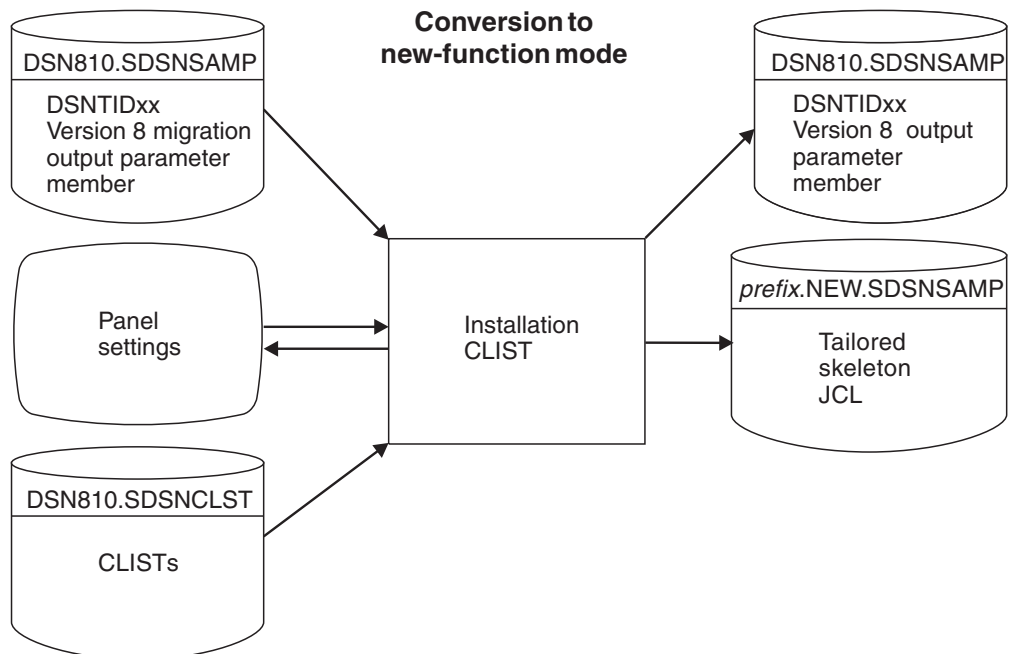 Conversion to
new-function mode
DSN810.SDSNSAMP
DSNTIDxx
Version 8 migration
output parameter
member
DSN810.SDSNSAMP
DSNTIDxx
Version 8 output
parameter
member
Panel
settings
Installation
CLIST
prefix.NEW.SDSNSAMP
Tailored
skeleton
JCL
DSN810.SDSNCLST
CLISTs